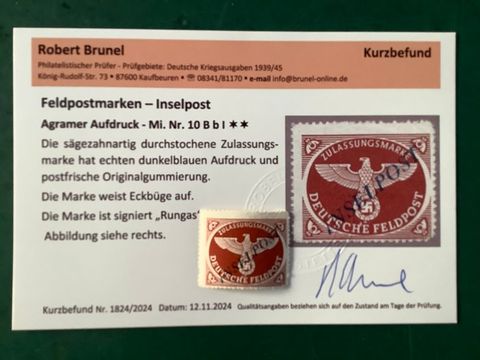 Robert Brunel
Kurzbefund
Philatelistischer Prüfer - Prüfgebiete: Deutsche Kriegsausgaben 1939/45
König-Rudolf-Str. 73 • 87600 Kaufbeuren • ☏ 08341/81170 • e-mail info@brunel-online.de
Feldpostmarken – Inselpost
Agramer Aufdruck - Mi. Nr. 10 B b I ✶✶
Die sägezahnartig durchstochene Zulassungs-
marke hat echten dunkelblauen Aufdruck und
postfrische Originalgummierung.
Die Marke weist Eckbüge auf.
Die Marke ist signiert „Rungas“
Abbildung siehe rechts.
ZULASSUNGSMARKE
INSELPOST
DEUTSCHE FELDPOST
ZULASSUNGSMARKE
INSELPOST
DEUTSCHE FELDPOST
Kurzbefund Nr. 1824/2024 Datum: 12.11.2024 Qualitätsangaben beziehen sich auf den Zustand am Tage der Prüfung.